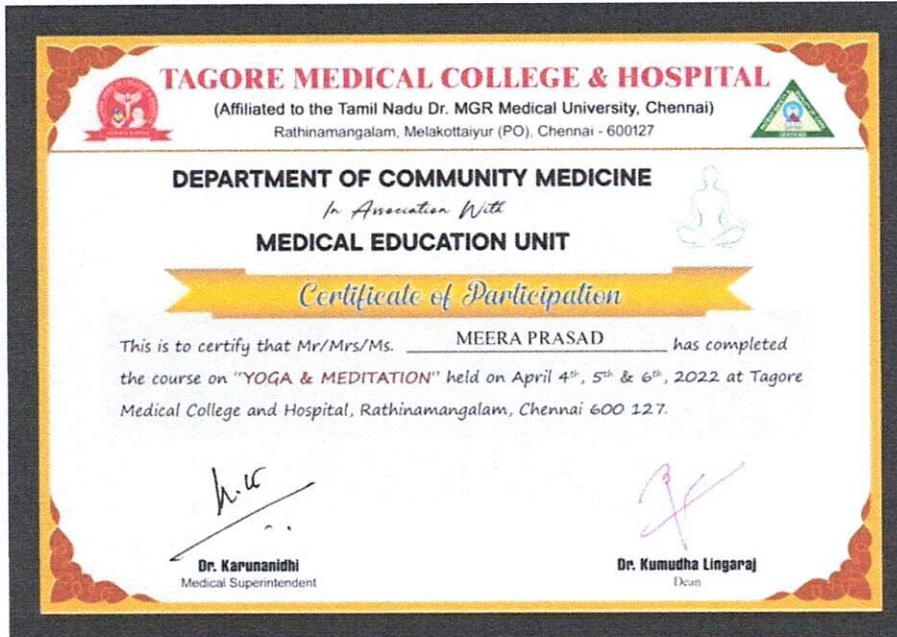 TAGORE MEDICAL COLLEGE & HOSPITAL
(Affiliated to the Tamil Nadu Dr. MGR Medical University, Chennai)
Rathinamangalam, Melakottaiyur (PO), Chennai - 600127
DEPARTMENT OF COMMUNITY MEDICINE
In Association With
MEDICAL EDUCATION UNIT
Certificate of Participation
This is to certify that Mr/Mrs/Ms. MEERA PRASAD has completed
the course on "YOGA & MEDITATION" held on April 4th, 5th & 6th, 2022 at Tagore
Medical College and Hospital, Rathinamangalam, Chennai 600 127.
Dr. Karunanidhi
Medical Superintendent
Dr. Kumudha Lingaraj
Dean